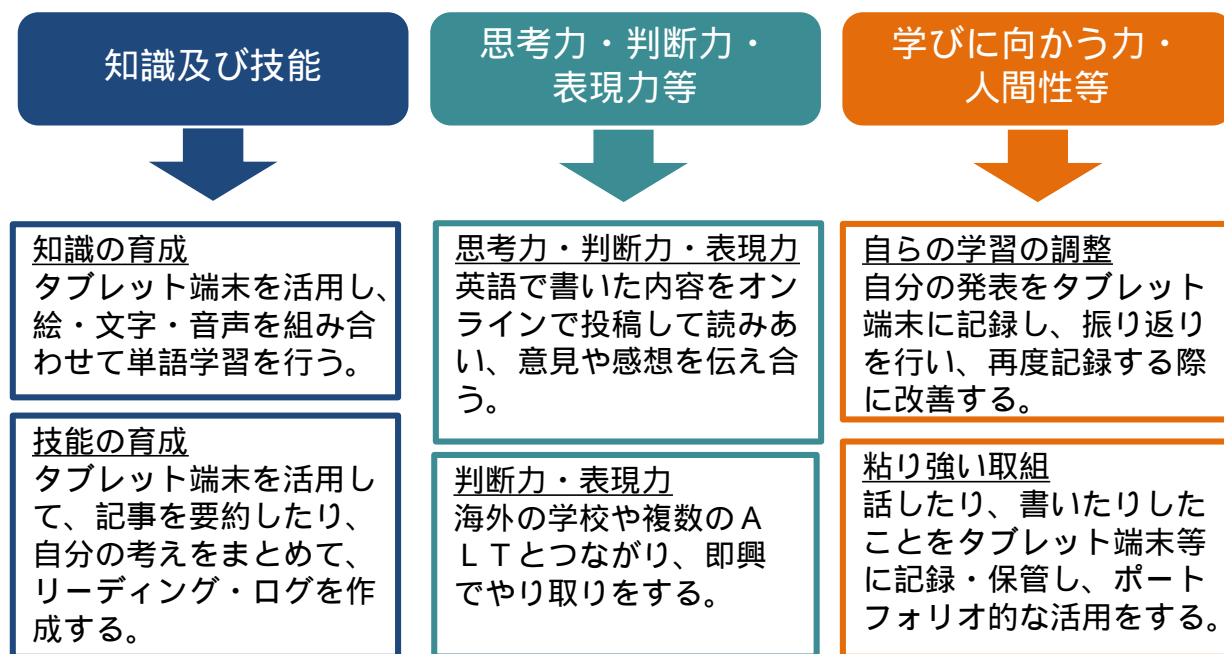 知識及び技能
思考力・判断力・
表現力等
学びに向かう力・
人間性等
知識の育成
タブレット端末を活用し、
絵・文字・音声を組み合
わせて単語学習を行う。
技能の育成
タブレット端末を活用し
て、記事を要約したり、
自分の考えをまとめて、
リーディング・ログを作
成する。
思考力・判断力・表現力
英語で書いた内容をオン
ラインで投稿して読みあ
い、意見や感想を伝え合
う。
判断力・表現力
海外の学校や複数のＡ
ＬＴとつながり、即興
でやり取りをする。
自らの学習の調整
自分の発表をタブレット
端末に記録し、振り返り
を行い、再度記録する際
に改善する。
粘り強い取組
話したり、書いたりした
ことをタブレット端末等
に記録・保管し、ポート
フォリオ的な活用をする。